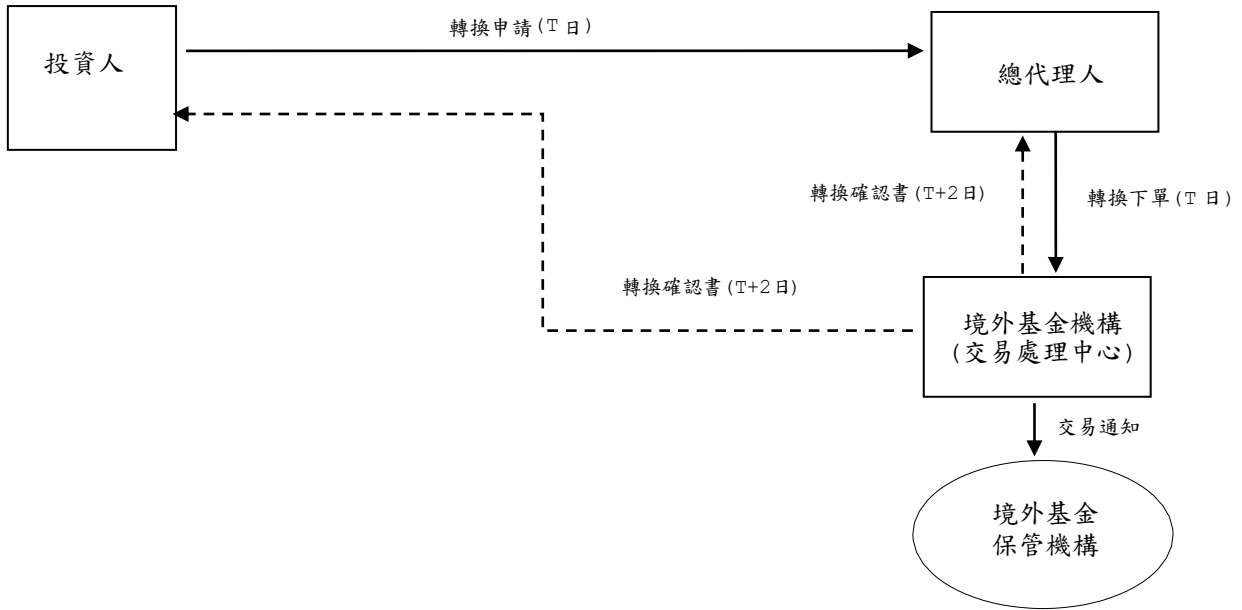 轉換申請(T日)
投資人
總代理人
轉換確認書(T+2日)
轉換下單(T 日)
轉換確認書(T+2日)
境外基金機構
(交易處理中心)
交易通知
境外基金
保管機構